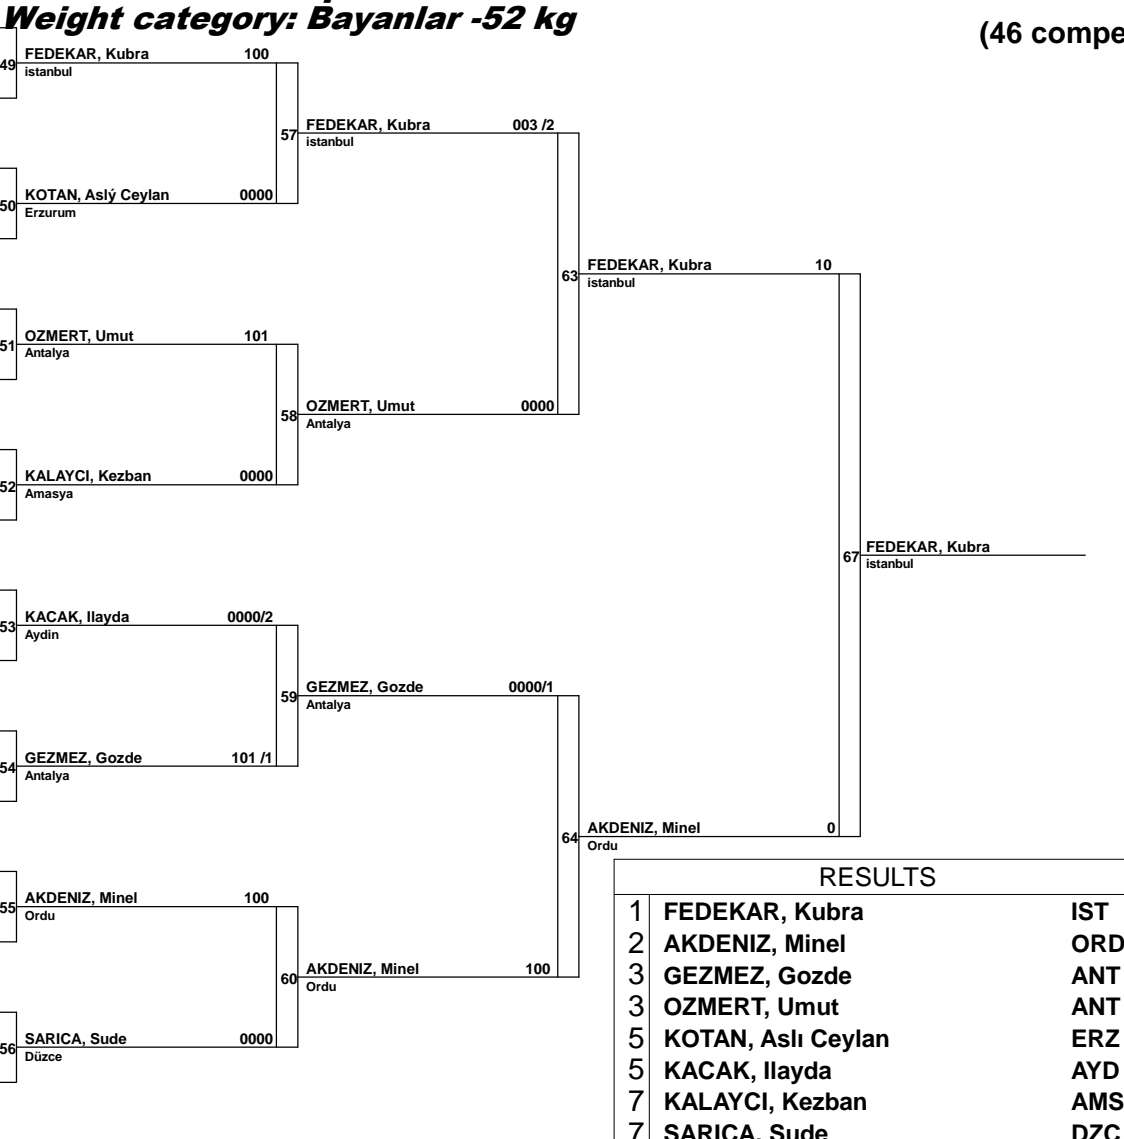 Weight category: Bayanlar -52 kg
(46 compe
49 FEDEKAR, Kubra 100
istanbul
57 FEDEKAR, Kubra 003 /2
istanbul
50 KOTAN, Aslý Ceylan 0000
Erzurum
63 FEDEKAR, Kubra 10
istanbul
51 OZMERT, Umut 101
Antalya
58 OZMERT, Umut 0000
Antalya
52 KALAYCI, Kezban 0000
Amasya
67 FEDEKAR, Kubra
istanbul
53 KACAK, Ilayda 0000/2
Aydin
59 GEZMEZ, Gozde 0000/1
Antalya
54 GEZMEZ, Gozde 101 /1
Antalya
64 AKDENIZ, Minel 0
Ordu
55 AKDENIZ, Minel 100
Ordu
60 AKDENIZ, Minel 100
Ordu
56 SARICA, Sude 0000
Düzce
RESULTS
1 FEDEKAR, Kubra IST
2 AKDENIZ, Minel ORD
3 GEZMEZ, Gozde ANT
3 OZMERT, Umut ANT
5 KOTAN, Aslı Ceylan ERZ
5 KACAK, Ilayda AYD
7 KALAYCI, Kezban AMS
7 SARICA, Sude DZC